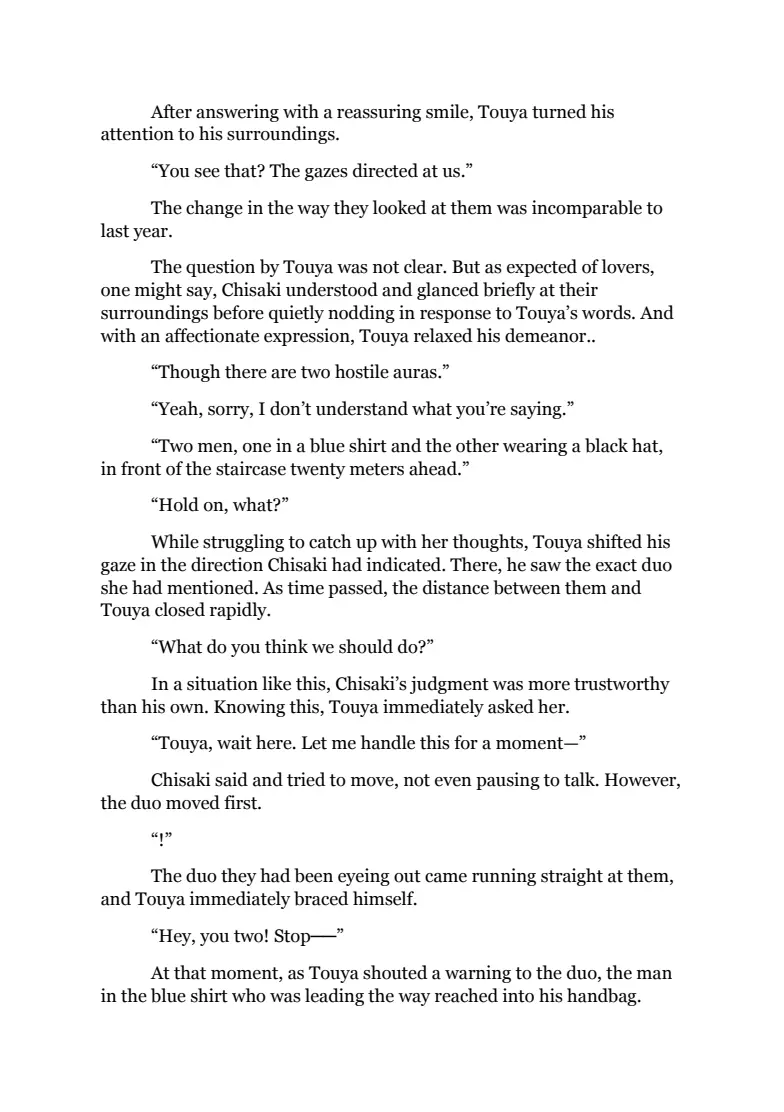 After answering with a reassuring smile, Touya turned his
attention to his surroundings.
“You see that? The gazes directed at us.”
The change in the way they looked at them was incomparable to
last year.
The question by Touya was not clear. But as expected of lovers,
one might say, Chisaki understood and glanced briefly at their
surroundings before quietly nodding in response to Touya’s words. And
with an affectionate expression, Touya relaxed his demeanor..
“Though there are two hostile auras.”
“Yeah, sorry, I don’t understand what you’re saying.”
“Two men, one in a blue shirt and the other wearing a black hat,
in front of the staircase twenty meters ahead.”
“Hold on, what?”
While struggling to catch up with her thoughts, Touya shifted his
gaze in the direction Chisaki had indicated. There, he saw the exact duo
she had mentioned. As time passed, the distance between them and
Touya closed rapidly.
“What do you think we should do?”
In a situation like this, Chisaki’s judgment was more trustworthy
than his own. Knowing this, Touya immediately asked her.
“Touya, wait here. Let me handle this for a moment—”
Chisaki said and tried to move, not even pausing to talk. However,
the duo moved first.
“!”
The duo they had been eyeing out came running straight at them,
and Touya immediately braced himself.
“Hey, you two! Stop──”
At that moment, as Touya shouted a warning to the duo, the man
in the blue shirt who was leading the way reached into his handbag.